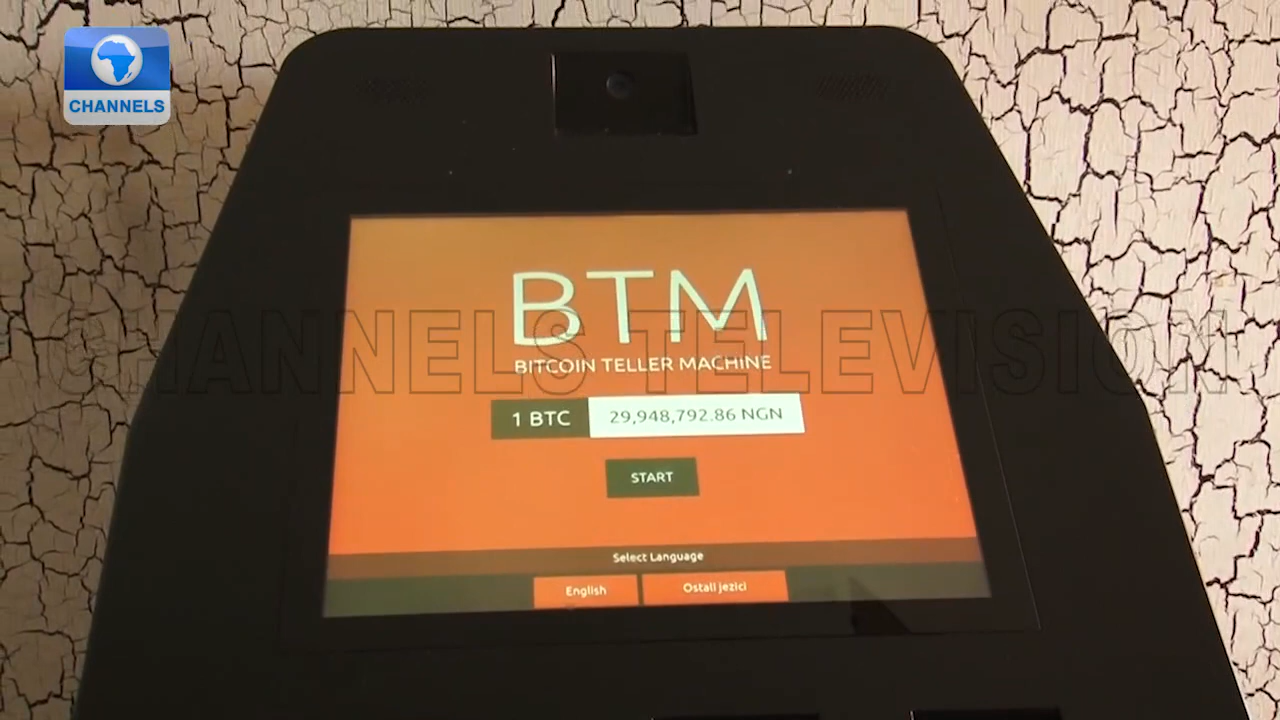 CHANNELS
BTM
CHANNELS TELEVISION
BITCOIN TELLER MACHINE
1 BTC 29,948,792.86 NGN
START
Select Language
English Ostali jezici